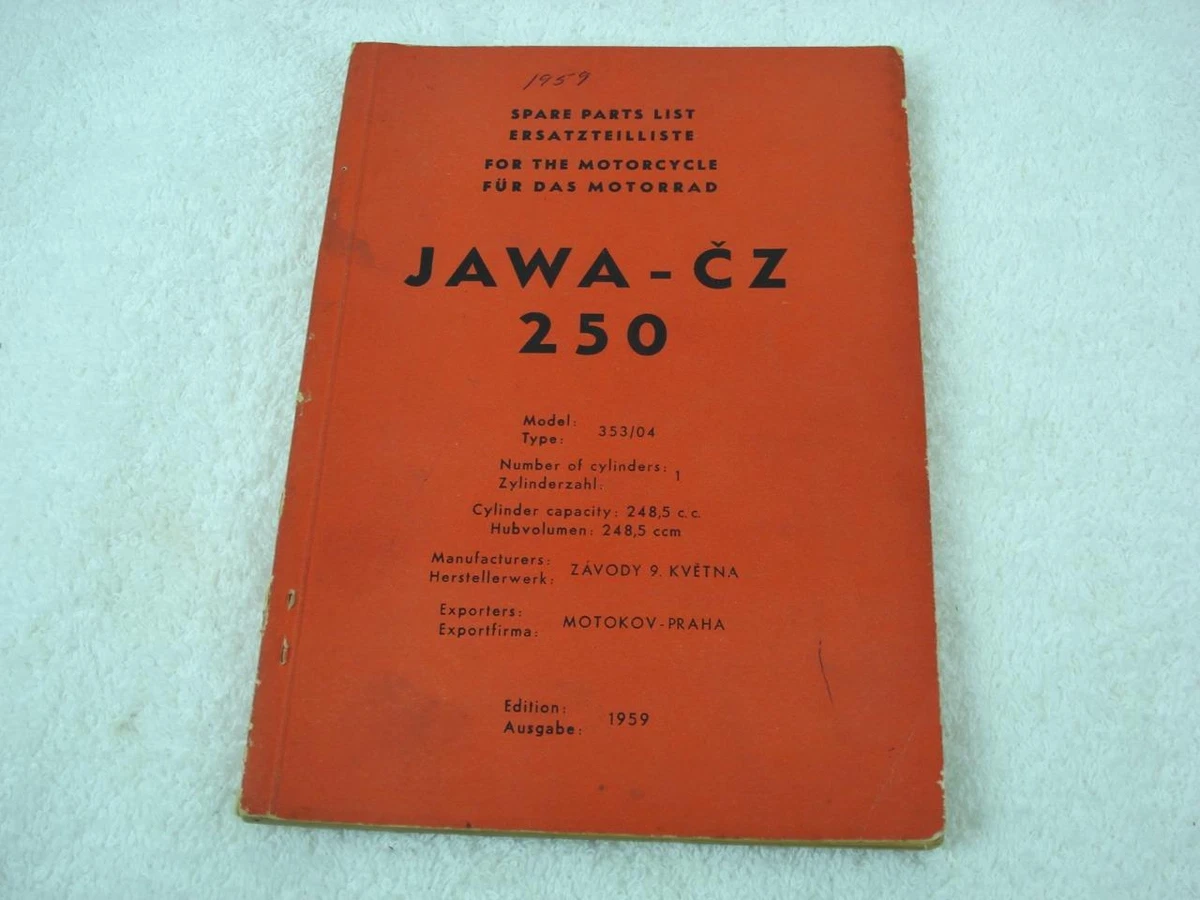 1959
SPARE PARTS LIST
ERSATZTEILLISTE
FOR THE MOTORCYCLE
FÜR DAS MOTORRAD
JAWA - ČZ
250
Model:
Type: 353/04
Number of cylinders:
Zylinderzahl: 1
Cylinder capacity: 248,5 c.c.
Hubvolumen: 248,5 ccm
Manufacturers:
Herstellerwerk: ZÁVODY 9. KVĚTNA
Exporters:
Exportfirma: MOTOKOV-PRAHA
Edition:
Ausgabe: 1959